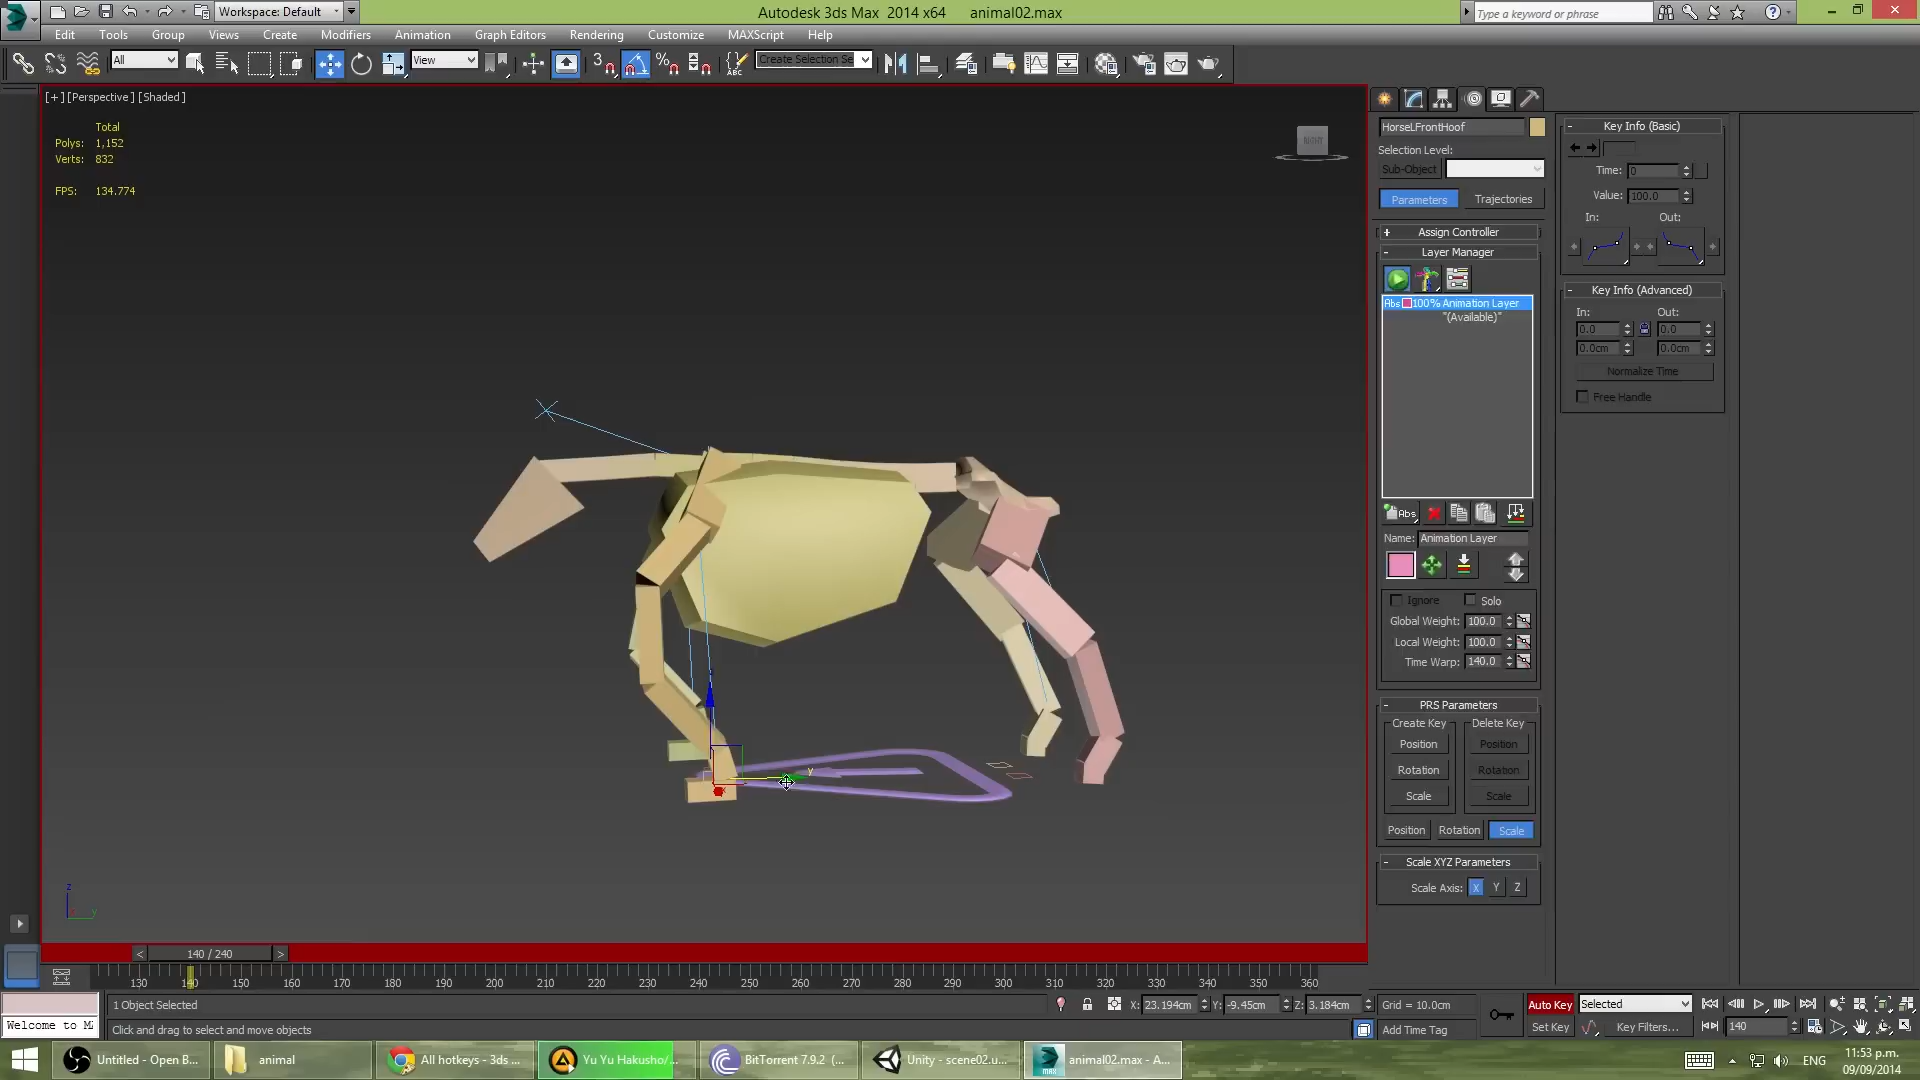 Workspace: Default
Autodesk 3ds Max 2014 x64 animal02.max
Type a keyword or phrase
Edit Tools Group Views Create Modifiers Animation Graph Editors Rendering Customize MAXScript Help
All
View
3
Create Selection Se
[+] [Perspective] [Shaded]
Total
Polys: 1,152
Verts: 832
FPS: 134.774
HorseLFrontHoof
Selection Level:
Sub-Object
Parameters Trajectories
+ Assign Controller
- Layer Manager
Abs 100% Animation Layer
"(Available)"
Abs
Name: Animation Layer
Ignore Solo
Global Weight: 100.0
Local Weight: 100.0
Time Warp: 140.0
- PRS Parameters
Create Key Delete Key
Position Position
Rotation Rotation
Scale Scale
Position Rotation Scale
- Scale XYZ Parameters
Scale Axis: X Y Z
- Key Info (Basic)
Time: 0
Value: 100.0
In: Out:
- Key Info (Advanced)
In: Out:
0.0 0.0
0.0cm 0.0cm
Normalize Time
Free Handle
y
z
y
< 140 / 240 >
130 140 150 160 170 180 190 200 210 220 230 240 250 260 270 280 290 300 310 320 330 340 350 360
1 Object Selected
X: 23.194cm Y: -9.45cm Z: 3.184cm
Grid = 10.0cm
Auto Key Selected
Welcome to M
Click and drag to select and move objects
Add Time Tag
Set Key Key Filters...
140
Untitled - Open B...
animal
All hotkeys - 3ds ...
Yu Yu Hakusho/...
BitTorrent 7.9.2 (...
Unity - scene02.u...
animal02.max - A...
ENG
11:53 p.m.
09/09/2014